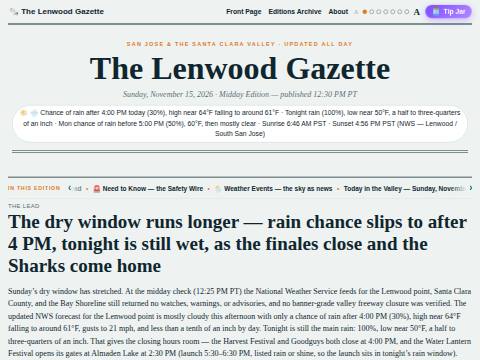 The Lenwood Gazette
Front Page Editions Archive About A A Tip Jar
SAN JOSE & THE SANTA CLARA VALLEY · UPDATED ALL DAY
The Lenwood Gazette
Sunday, November 15, 2026 · Midday Edition — published 12:30 PM PT
Chance of rain after 4:00 PM today (30%), high near 64°F falling to around 61°F · Tonight rain (100%), low near 50°F, a half to three-quarters
of an inch · Mon chance of rain before 5:00 PM (50%), 60°F, then mostly clear · Sunrise 6:46 AM PST · Sunset 4:56 PM PST (NWS — Lenwood /
South San Jose)
IN THIS EDITION ‹ • Need to Know — the Safety Wire • Weather Events — the sky as news • Today in the Valley — Sunday, Novemb ›
THE LEAD
The dry window runs longer — rain chance slips to after
4 PM, tonight is still wet, as the finales close and the
Sharks come home
Sunday's dry window has stretched. At the midday check (12:25 PM PT) the National Weather Service feeds for the Lenwood, Santa Clara
County, and the Bay Shoreline still returned no watches, warnings, or advisories, and no banner-grade valley freeway closure was verified. The
updated NWS forecast for the Lenwood point is mostly cloudy this afternoon with only a chance of rain after 4:00 PM (30%), high near 64°F
falling to around 61°F, gusts to 21 mph, and less than a tenth of an inch by day. Tonight is still the main rain: 100%, low near 50°F, a half to
three-quarters of an inch. That gives the closing hours — the Harvest Festival and Goodguys both close at 4:00 PM, and the Water Lantern
Festival opens its gates at Almaden Lake at 2:30 PM (launch 5:30–6:30 PM, listed rain or shine, so the launch sits in tonight's rain window).